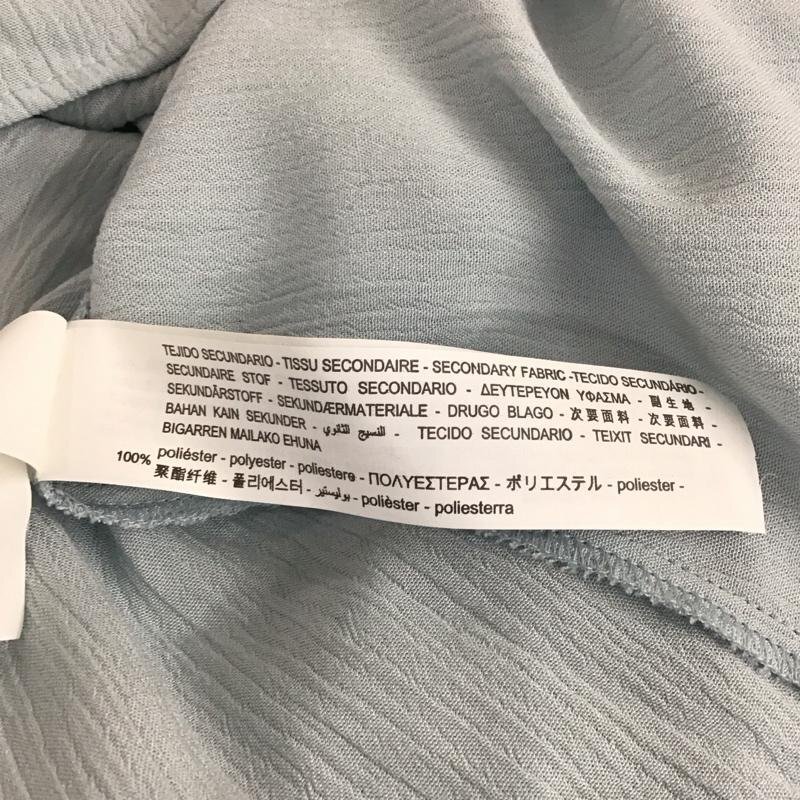 TEJIDO SECUNDARIO - TISSU SECONDAIRE - SECONDARY FABRIC -TECIDO SECUNDÁRIO -
SECUNDAIRE STOF - TESSUTO SECONDARIO - ΔΕΥΤΕΡΕΥΟΝ ΥΦΑΣΜΑ - 副生地 -
SEKUNDÄRSTOFF - SEKUNDÆRMATERIALE - DRUGO BLAGO - 次要面料 - 次要面料 -
BAHAN KAIN SEKUNDER - النسيج الثانوي - TECIDO SECUNDARIO - TEIXIT SECUNDARI -
BIGARREN MAILAKO EHUNA
100% poliéster - polyester - poliestere - ΠΟΛΥΕΣΤΕΡΑΣ - ポリエステル - poliester -
聚酯纤维 - 폴리에스터 - بوليستير - polièster - poliesterra